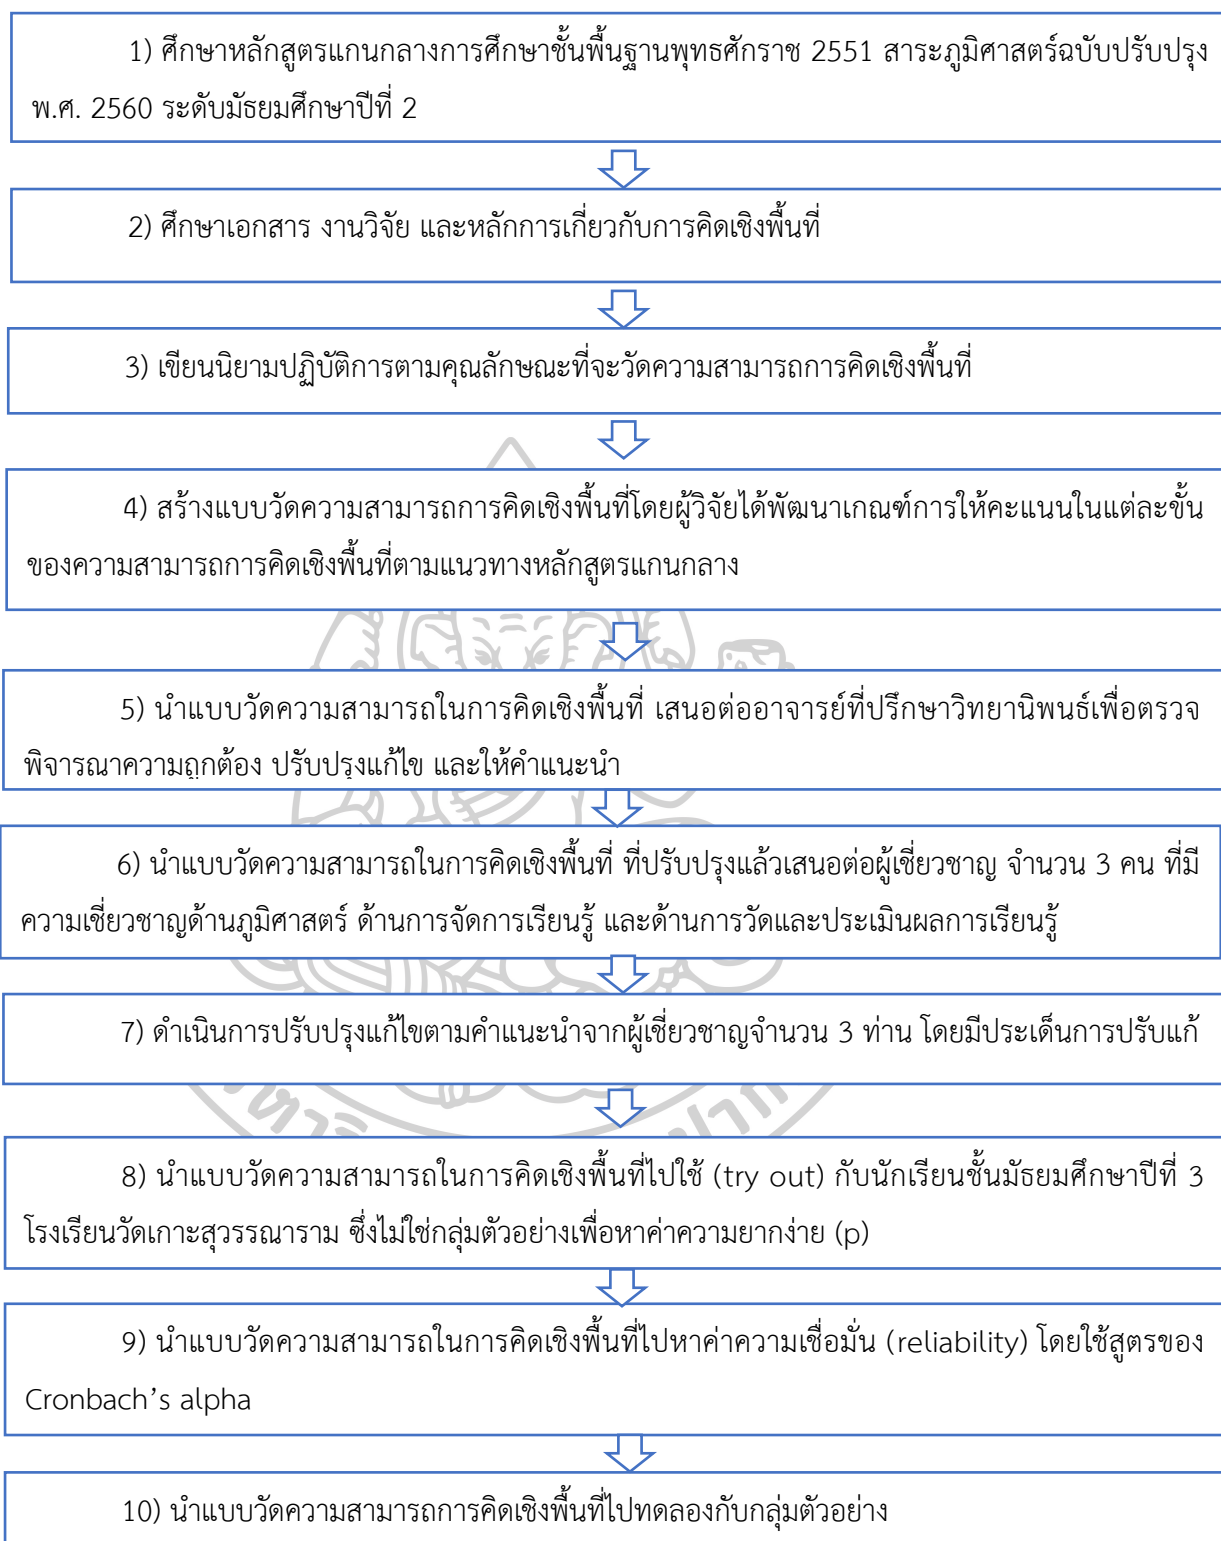 1) ศึกษาหลักสูตรแกนกลางการศึกษาชั้นพื้นฐานพุทธศักราช 2551 สาระภูมิศาสตร์ฉบับปรับปรุง
พ.ศ. 2560 ระดับมัธยมศึกษาปีที่ 2
2) ศึกษาเอกสาร งานวิจัย และหลักการเกี่ยวกับการคิดเชิงพื้นที่
3) เขียนนิยามปฏิบัติการตามคุณลักษณะที่จะวัดความสามารถการคิดเชิงพื้นที่
4) สร้างแบบวัดความสามารถการคิดเชิงพื้นที่โดยผู้วิจัยได้พัฒนาเกณฑ์การให้คะแนนในแต่ละขั้น
ของความสามารถการคิดเชิงพื้นที่ตามแนวทางหลักสูตรแกนกลาง
5) นำแบบวัดความสามารถในการคิดเชิงพื้นที่ เสนอต่ออาจารย์ที่ปรึกษาวิทยานิพนธ์เพื่อตรวจ
พิจารณาความถูกต้อง ปรับปรุงแก้ไข และให้คำแนะนำ
6) นำแบบวัดความสามารถในการคิดเชิงพื้นที่ ที่ปรับปรุงแล้วเสนอต่อผู้เชี่ยวชาญ จำนวน 3 คน ที่มี
ความเชี่ยวชาญด้านภูมิศาสตร์ ด้านการจัดการเรียนรู้ และด้านการวัดและประเมินผลการเรียนรู้
7) ดำเนินการปรับปรุงแก้ไขตามคำแนะนำจากผู้เชี่ยวชาญจำนวน 3 ท่าน โดยมีประเด็นการปรับแก้
8) นำแบบวัดความสามารถในการคิดเชิงพื้นที่ไปใช้ (try out) กับนักเรียนชั้นมัธยมศึกษาปีที่ 3
โรงเรียนวัดเกาะสุวรรณาราม ซึ่งไม่ใช่กลุ่มตัวอย่างเพื่อหาค่าความยากง่าย (p)
9) นำแบบวัดความสามารถในการคิดเชิงพื้นที่ไปหาค่าความเชื่อมั่น (reliability) โดยใช้สูตรของ
Cronbach’s alpha
10) นำแบบวัดความสามารถการคิดเชิงพื้นที่ไปทดลองกับกลุ่มตัวอย่าง